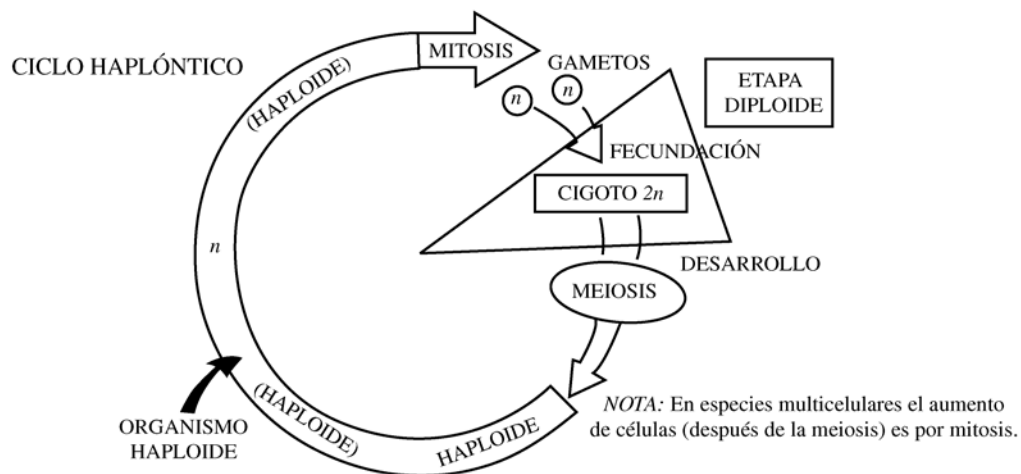 CICLO HAPLÓNTICO
(HAPLOIDE)
MITOSIS
GAMETOS
n
n
ETAPA
DIPLOIDE
FECUNDACIÓN
CIGOTO 2n
DESARROLLO
MEIOSIS
n
(HAPLOIDE)
HAPLOIDE
ORGANISMO
HAPLOIDE
NOTA: En especies multicelulares el aumento
de células (después de la meiosis) es por mitosis.